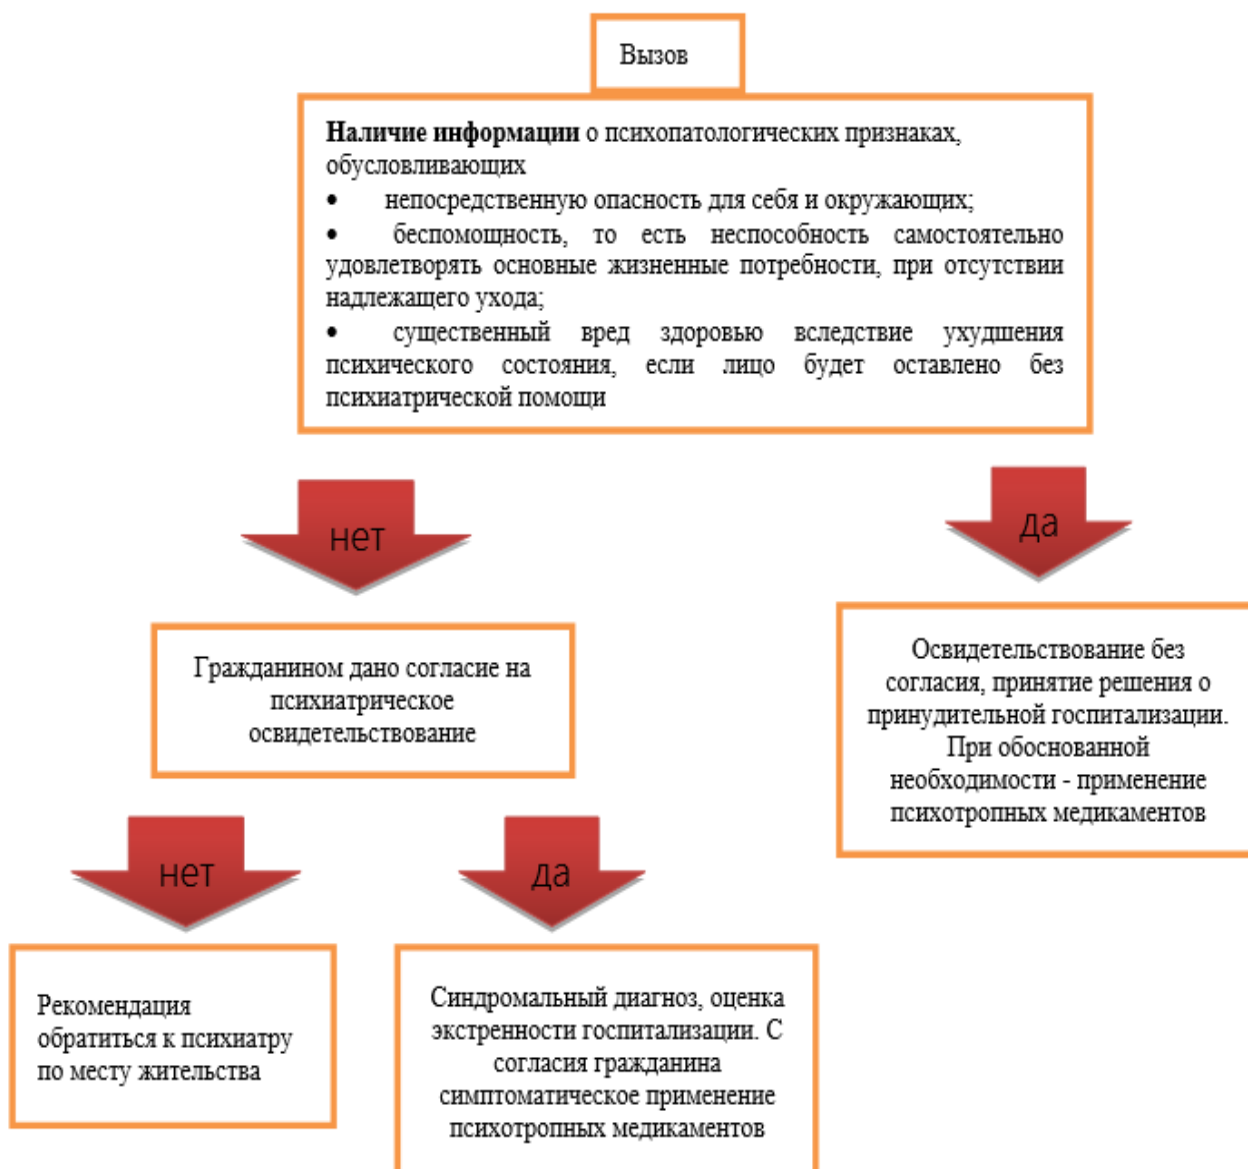 Вызов
Наличие информации о психопатологических признаках,
обусловливающих
• непосредственную опасность для себя и окружающих;
• беспомощность, то есть неспособность самостоятельно
удовлетворять основные жизненные потребности, при отсутствии
надлежащего ухода;
• существенный вред здоровью вследствие ухудшения
психического состояния, если лицо будет оставлено без
психиатрической помощи
нет
да
Гражданином дано согласие на
психиатрическое
освидетельствование
Освидетельствование без
согласия, принятие решения о
принудительной госпитализации.
При обоснованной
необходимости - применение
психотропных медикаментов
нет
да
Рекомендация
обратиться к психиатру
по месту жительства
Синдромальный диагноз, оценка
экстренности госпитализации. С
согласия гражданина
симптоматическое применение
психотропных медикаментов